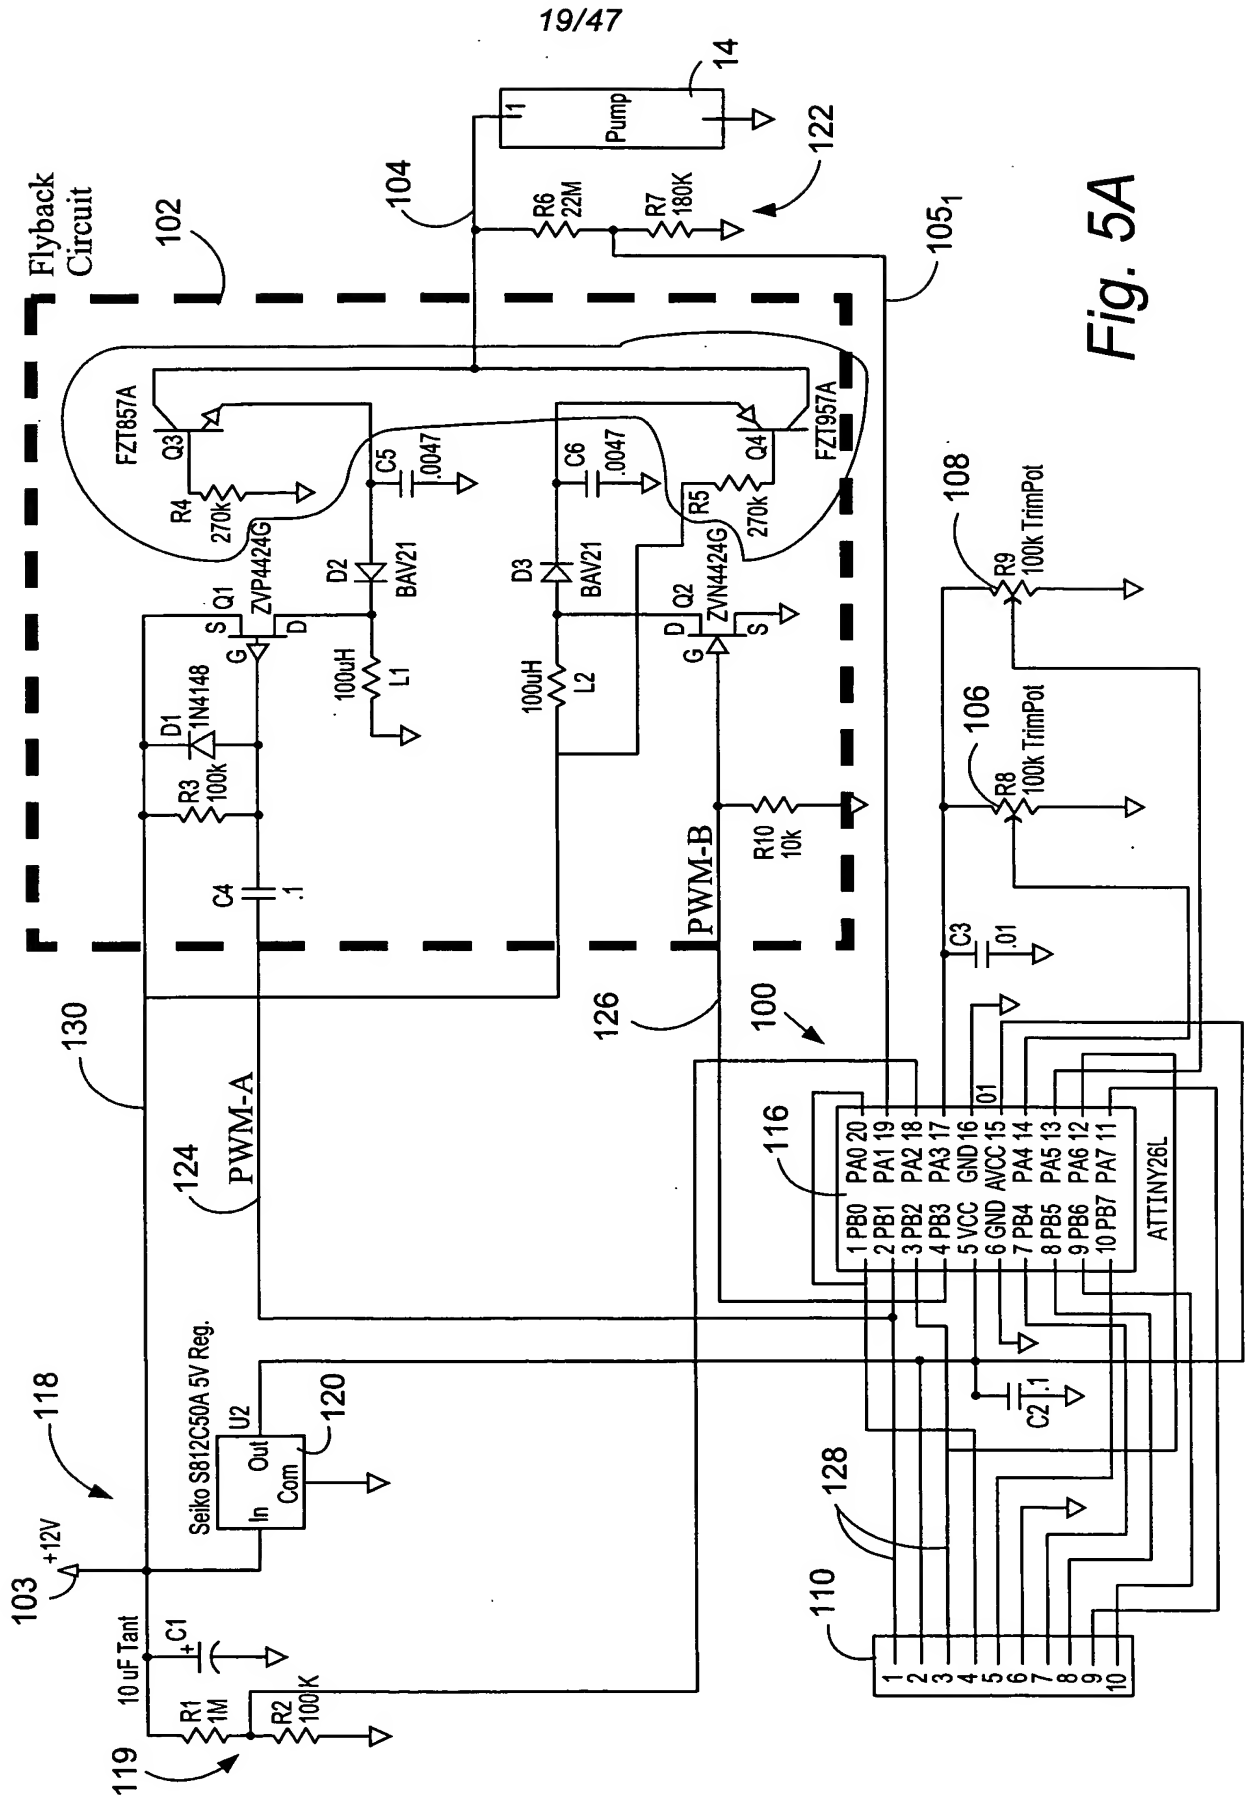 19/47
Flyback
Circuit
102
104
14
1
Pump
122
R6
22M
R7
180K
105₁
Fig. 5A
FZT857A
Q3
R4
270k
C5
.0047
C6
.0047
Q4
FZT957A
R5
270k
D2
BAV21
D3
BAV21
Q1
ZVP4424G
S
G
D
Q2
ZVN4424G
D
G
S
100uH
L1
100uH
L2
D1
1N4148
R3
100k
C4
.1
PWM-B
R10
10k
108
R9
100k TrimPot
106
R8
100k TrimPot
C3
.01
130
126
100
124
PWM-A
116
01
1 PB0 PA0 20
2 PB1 PA1 19
3 PB2 PA2 18
4 PB3 PA3 17
5 VCC GND 16
6 GND AVCC 15
7 PB4 PA4 14
8 PB5 PA5 13
9 PB6 PA6 12
10 PB7 PA7 11
ATTINY26L
118
Seiko S812C50A 5V Reg.
U2
In
Out
Com
120
103
+12V
10 uF Tant
+
C1
R1
1M
R2
100K
119
C2
.1
128
110
1
2
3
4
5
6
7
8
9
10